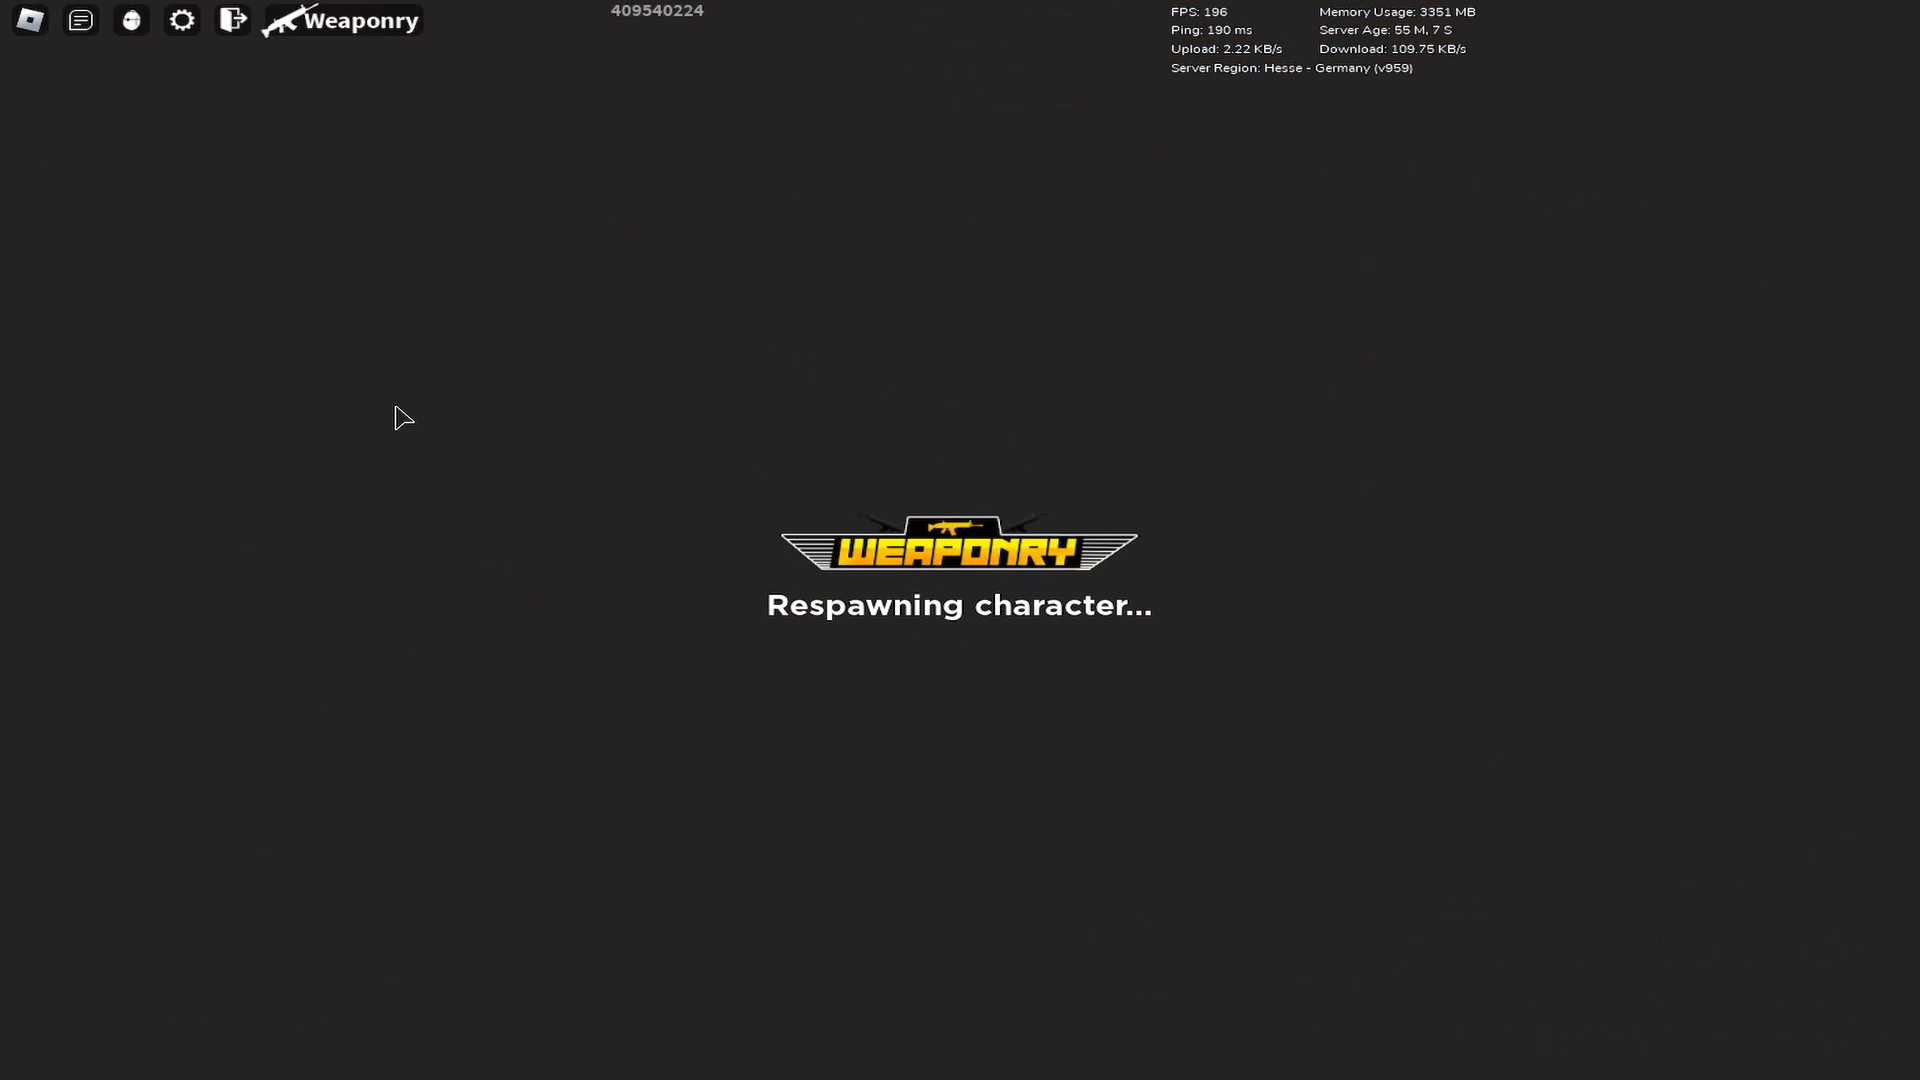 Weaponry
409540224
FPS: 196
Memory Usage: 3351 MB
Ping: 190 ms
Server Age: 55 M, 7 S
Upload: 2.22 KB/s
Download: 109.75 KB/s
Server Region: Hesse - Germany (v959)
WEAPONRY
Respawning character...